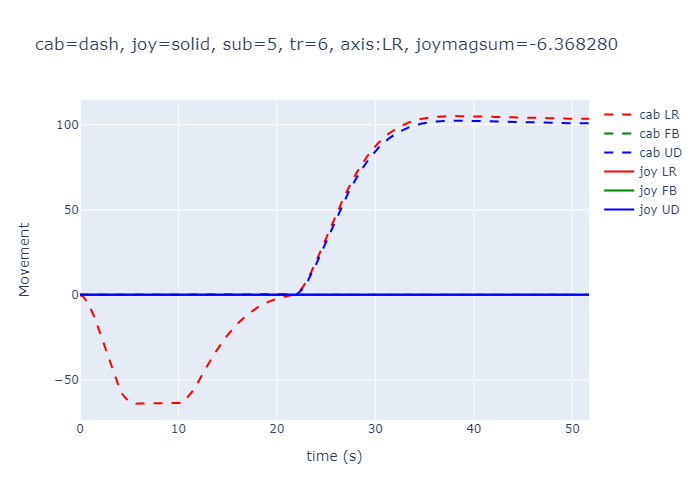 cab=dash, joy=solid, sub=5, tr=6, axis:LR, joymagsum=-6.368280
cab LR
cab FB
cab UD
joy LR
joy FB
joy UD
Movement
100
50
0
−50
0 10 20 30 40 50
time (s)